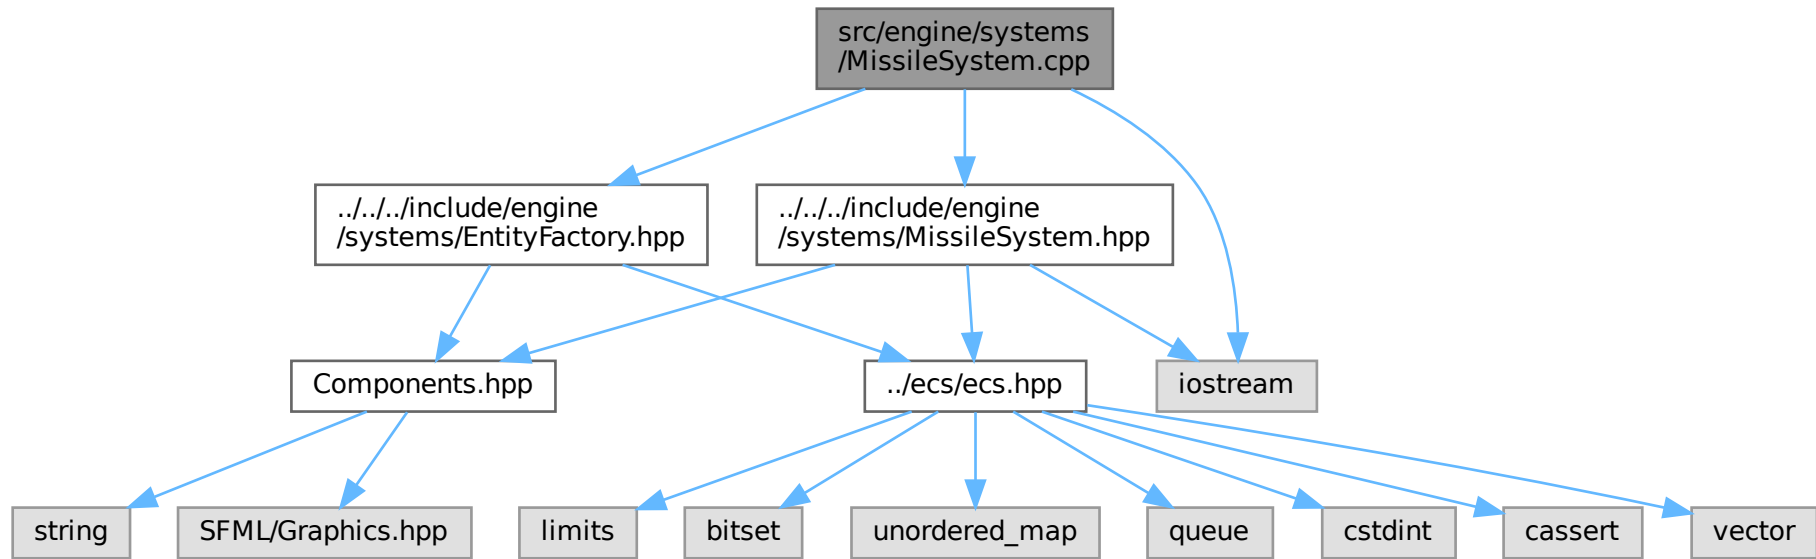 src/engine/systems
/MissileSystem.cpp
../../../include/engine
/systems/EntityFactory.hpp
../../../include/engine
/systems/MissileSystem.hpp
Components.hpp
../ecs/ecs.hpp
iostream
string
SFML/Graphics.hpp
limits
bitset
unordered_map
queue
cstdint
cassert
vector